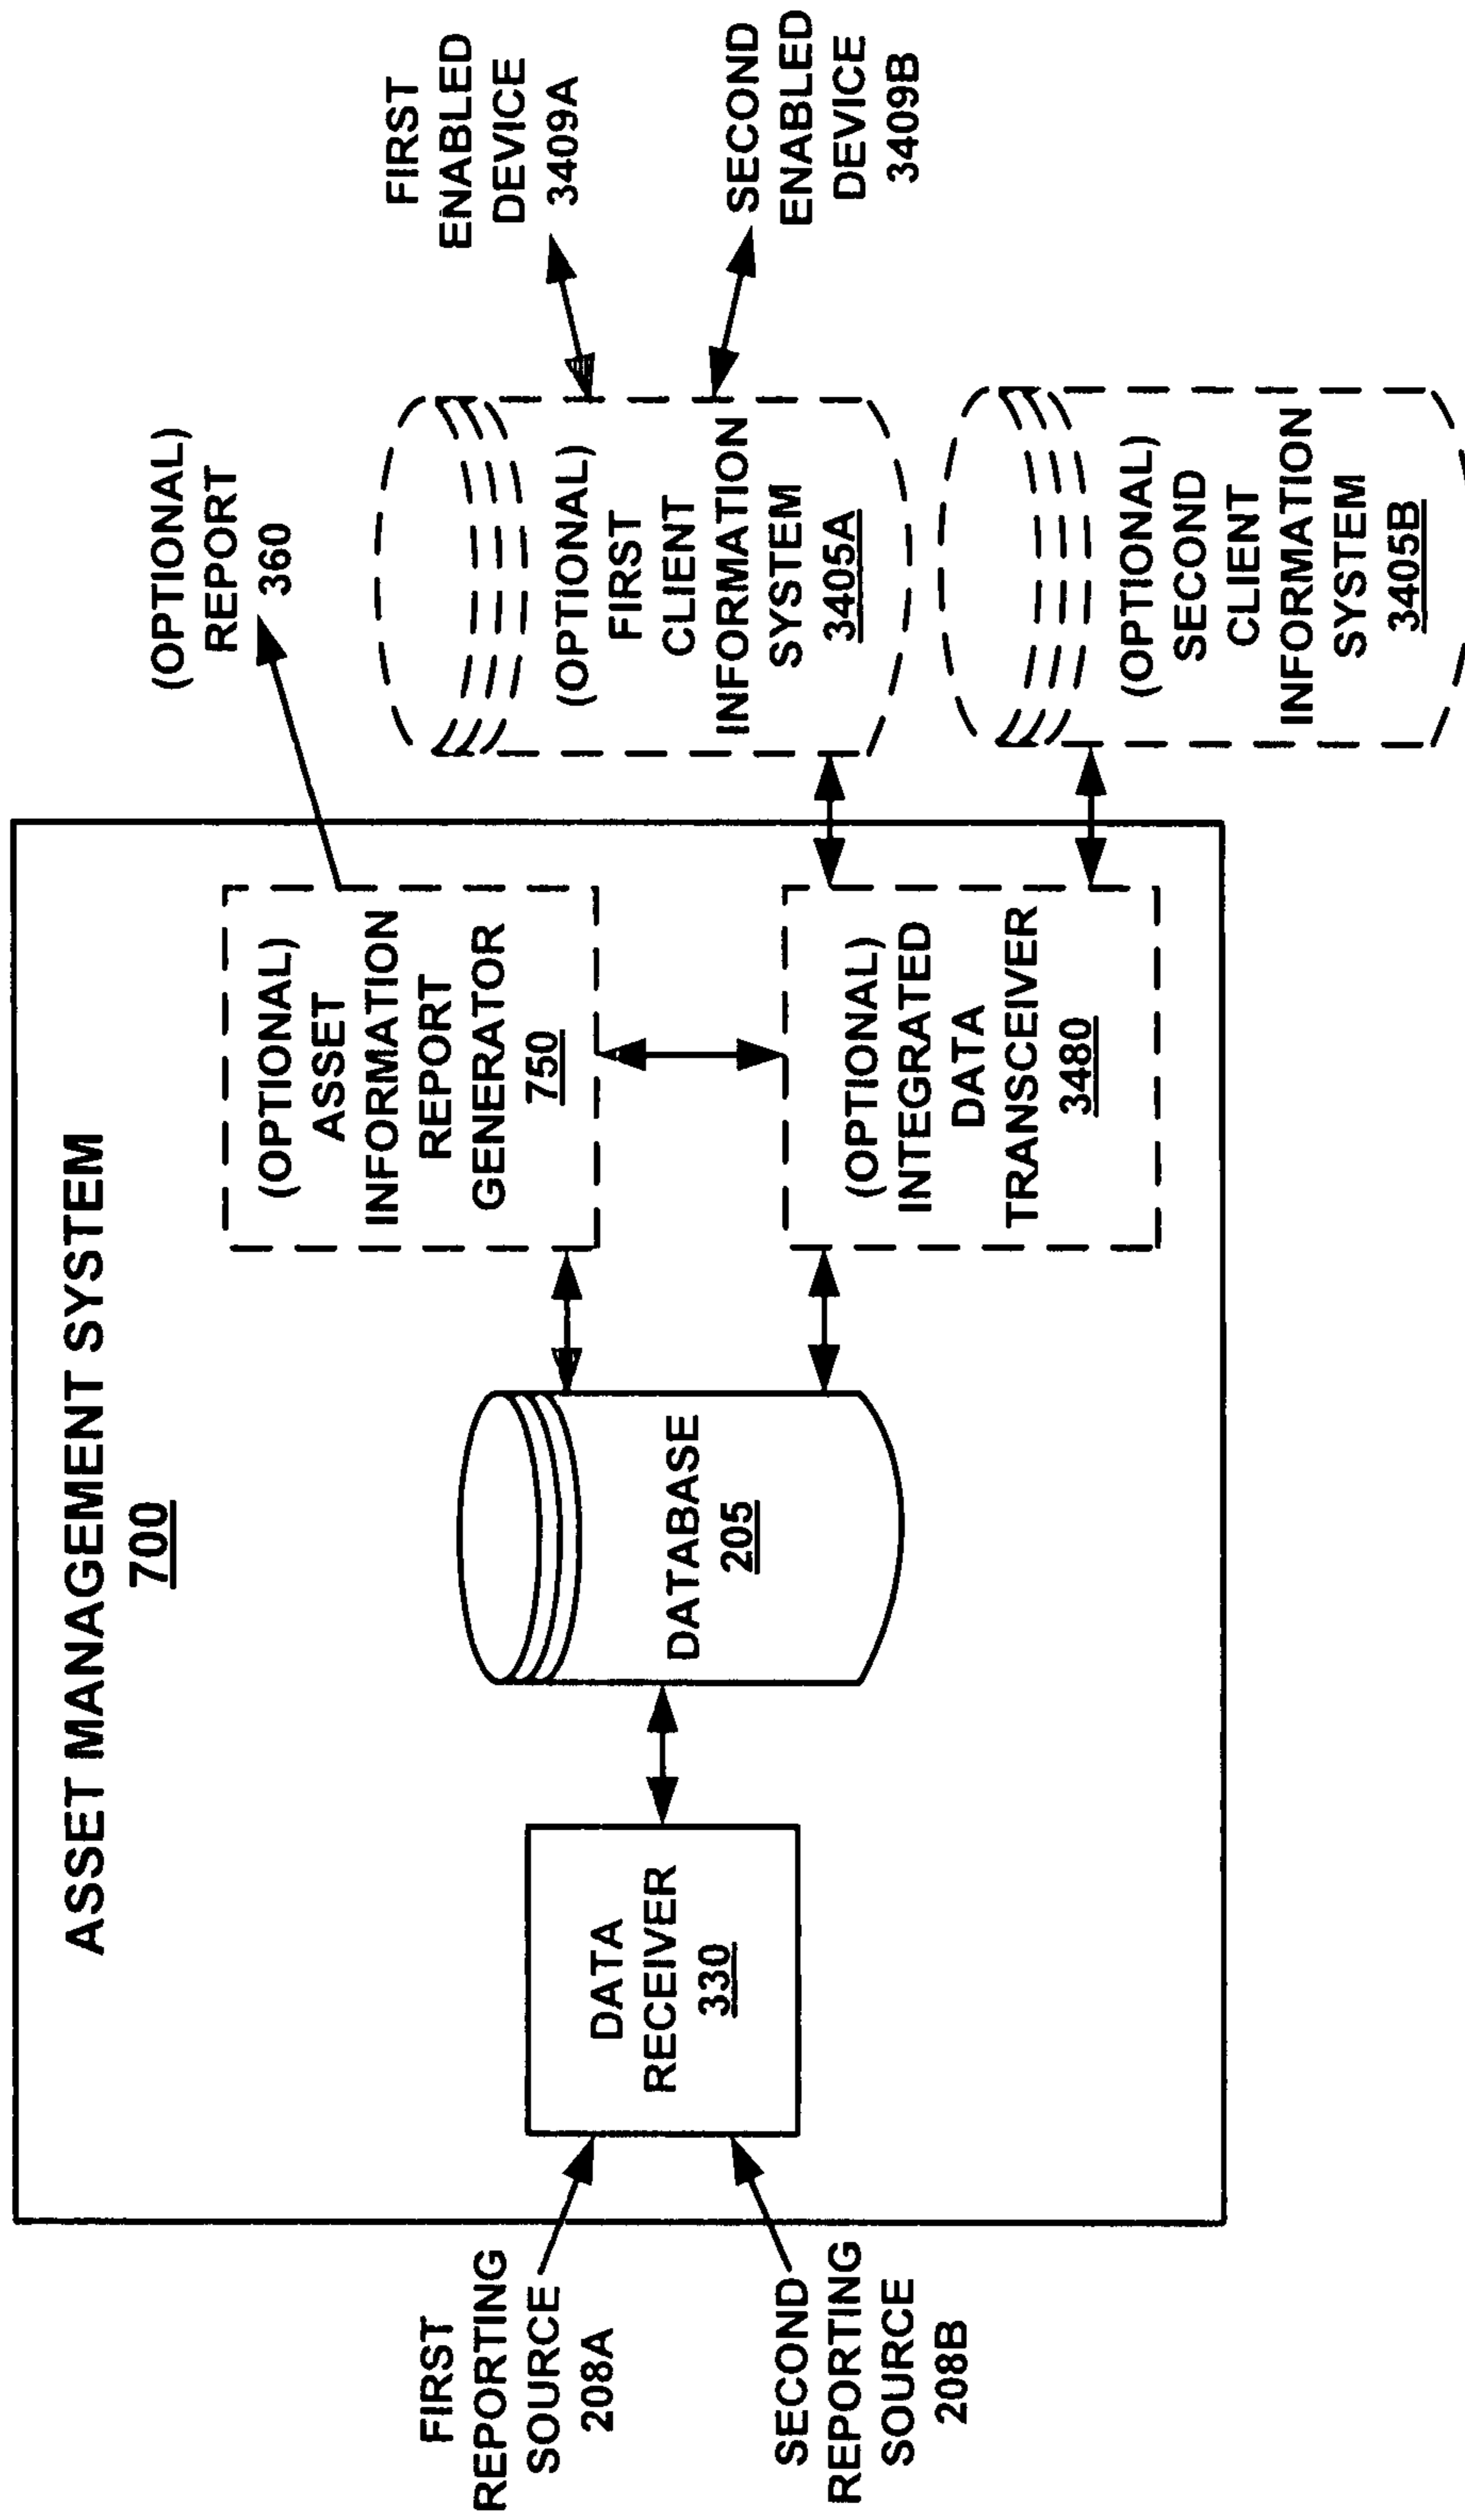 ASSET MANAGEMENT SYSTEM
700
FIRST
REPORTING
SOURCE
208A
SECOND
REPORTING
SOURCE
208B
DATA
RECEIVER
330
DATABASE
205
(OPTIONAL)
ASSET
INFORMATION
REPORT
GENERATOR
750
(OPTIONAL)
INTEGRATED
DATA
TRANSCEIVER
3480
(OPTIONAL)
REPORT
360
(OPTIONAL)
FIRST
CLIENT
INFORMATION
SYSTEM
3405A
(OPTIONAL)
SECOND
CLIENT
INFORMATION
SYSTEM
3405B
FIRST
ENABLED
DEVICE
3409A
SECOND
ENABLED
DEVICE
3409B